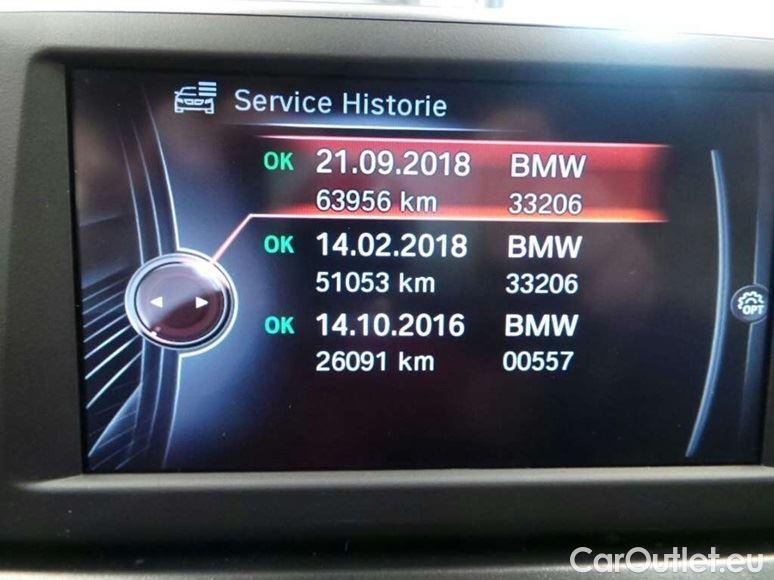 Service Historie
OK 21.09.2018 BMW
63956 km 33206
OK 14.02.2018 BMW
51053 km 33206
OPT
OK 14.10.2016 BMW
26091 km 00557
CarOutlet.eu